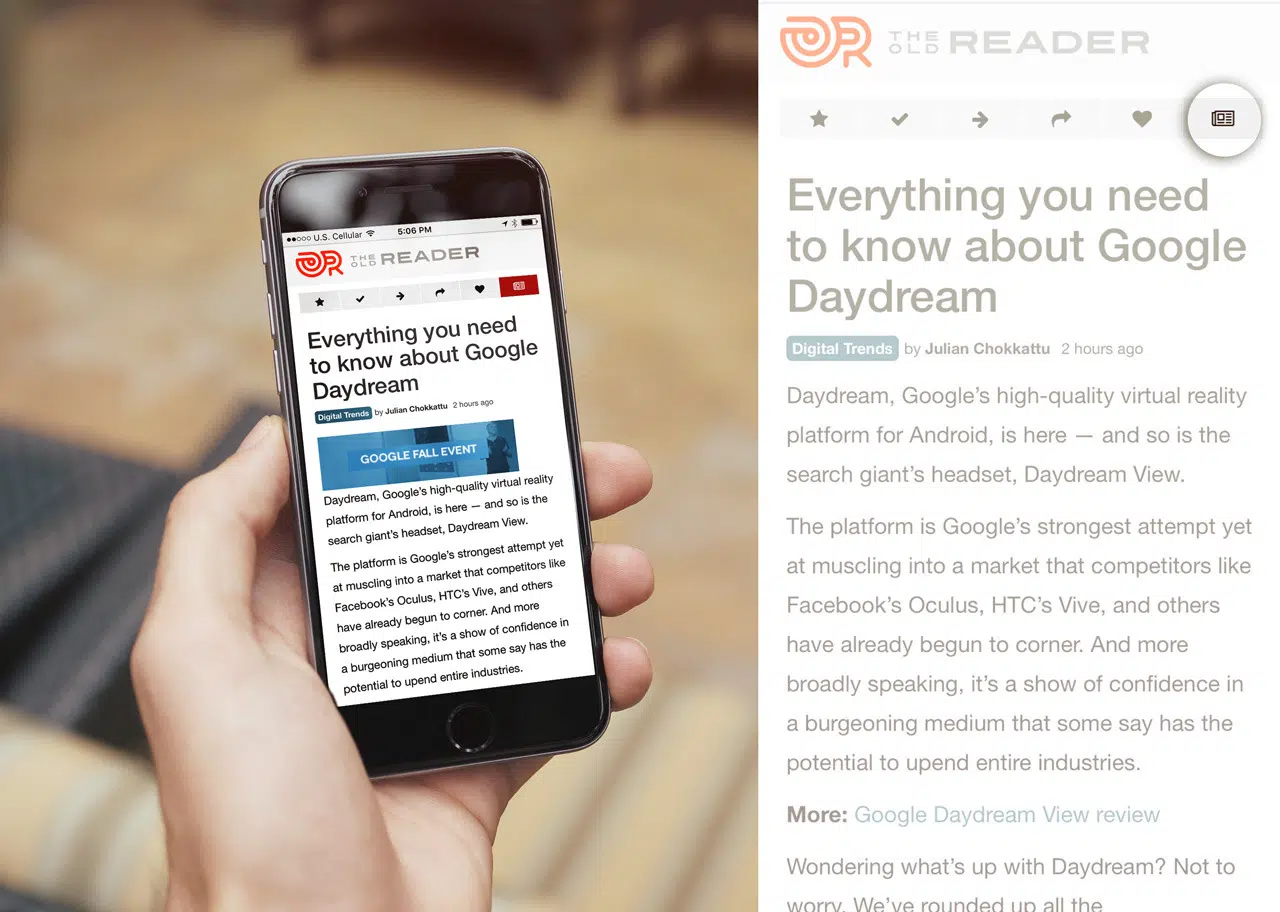 ●●○○○ U.S. Cellular 5:06 PM
THE OLD READER
Everything you need
to know about Google
Daydream
Digital Trends by Julian Chokkattu 2 hours ago
GOOGLE FALL EVENT
Daydream, Google’s high-quality virtual reality
platform for Android, is here — and so is the
search giant’s headset, Daydream View.
The platform is Google’s strongest attempt yet
at muscling into a market that competitors like
Facebook’s Oculus, HTC’s Vive, and others
have already begun to corner. And more
broadly speaking, it’s a show of confidence in
a burgeoning medium that some say has the
potential to upend entire industries.
THE OLD READER
Everything you need
to know about Google
Daydream
Digital Trends by Julian Chokkattu 2 hours ago
Daydream, Google’s high-quality virtual reality
platform for Android, is here — and so is the
search giant’s headset, Daydream View.
The platform is Google’s strongest attempt yet
at muscling into a market that competitors like
Facebook’s Oculus, HTC’s Vive, and others
have already begun to corner. And more
broadly speaking, it’s a show of confidence in
a burgeoning medium that some say has the
potential to upend entire industries.
More: Google Daydream View review
Wondering what’s up with Daydream? Not to
worry. We’ve rounded up all the